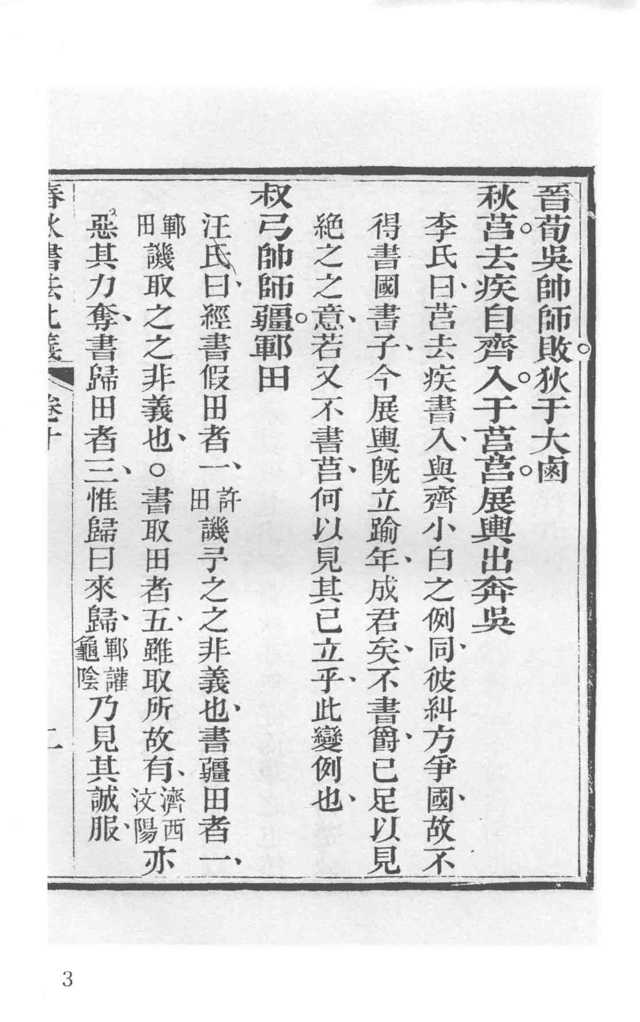 晉荀吳帥師敗狄于大鹵
秋莒去疾自齊入于莒莒展輿出奔吳
李氏曰莒去疾書入與齊小白之例同彼糾方爭國故不
得書國書子今展輿旣立踰年成君矣不書爵已足以見
絶之之意若又不書莒何以見其已立乎此變例也
叔弓帥師疆鄆田
汪氏曰經書假田者一許田譏予之之非義也書疆田者一
鄆田譏取之之非義也○書取田者五雖取所故有濟西汶陽亦
惡其力奪書歸田者三惟歸曰來歸鄆讙龜陰乃見其誠服
春秋書法比義
卷十
二
3